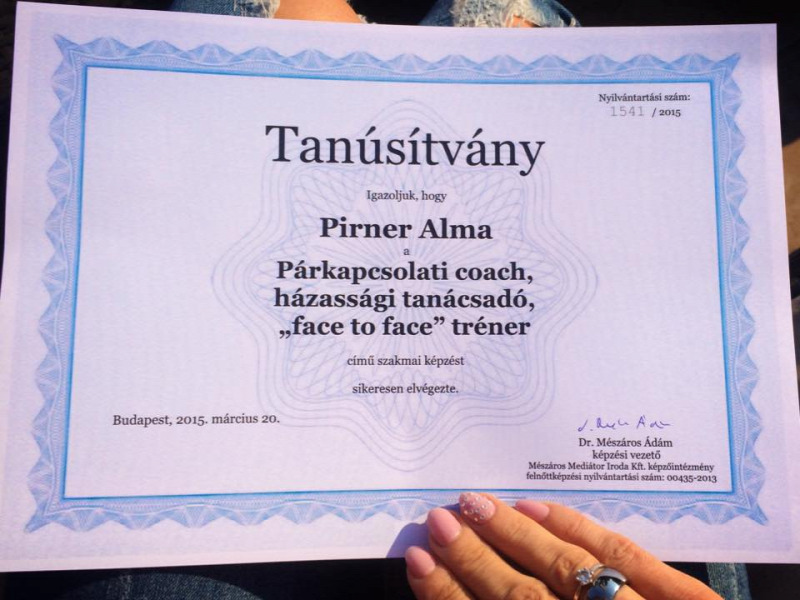 Nyilvántartási szám:
1541 / 2015
Tanúsítvány
Igazoljuk, hogy
Pirner Alma
a
Párkapcsolati coach,
házassági tanácsadó,
„face to face” tréner
című szakmai képzést
sikeresen elvégezte.
Budapest, 2015. március 20.
Dr. Mészáros Ádám
képzési vezető
Mészáros Mediátor Iroda Kft. képzőintézmény
felnőttképzési nyilvántartási szám: 00435-2013